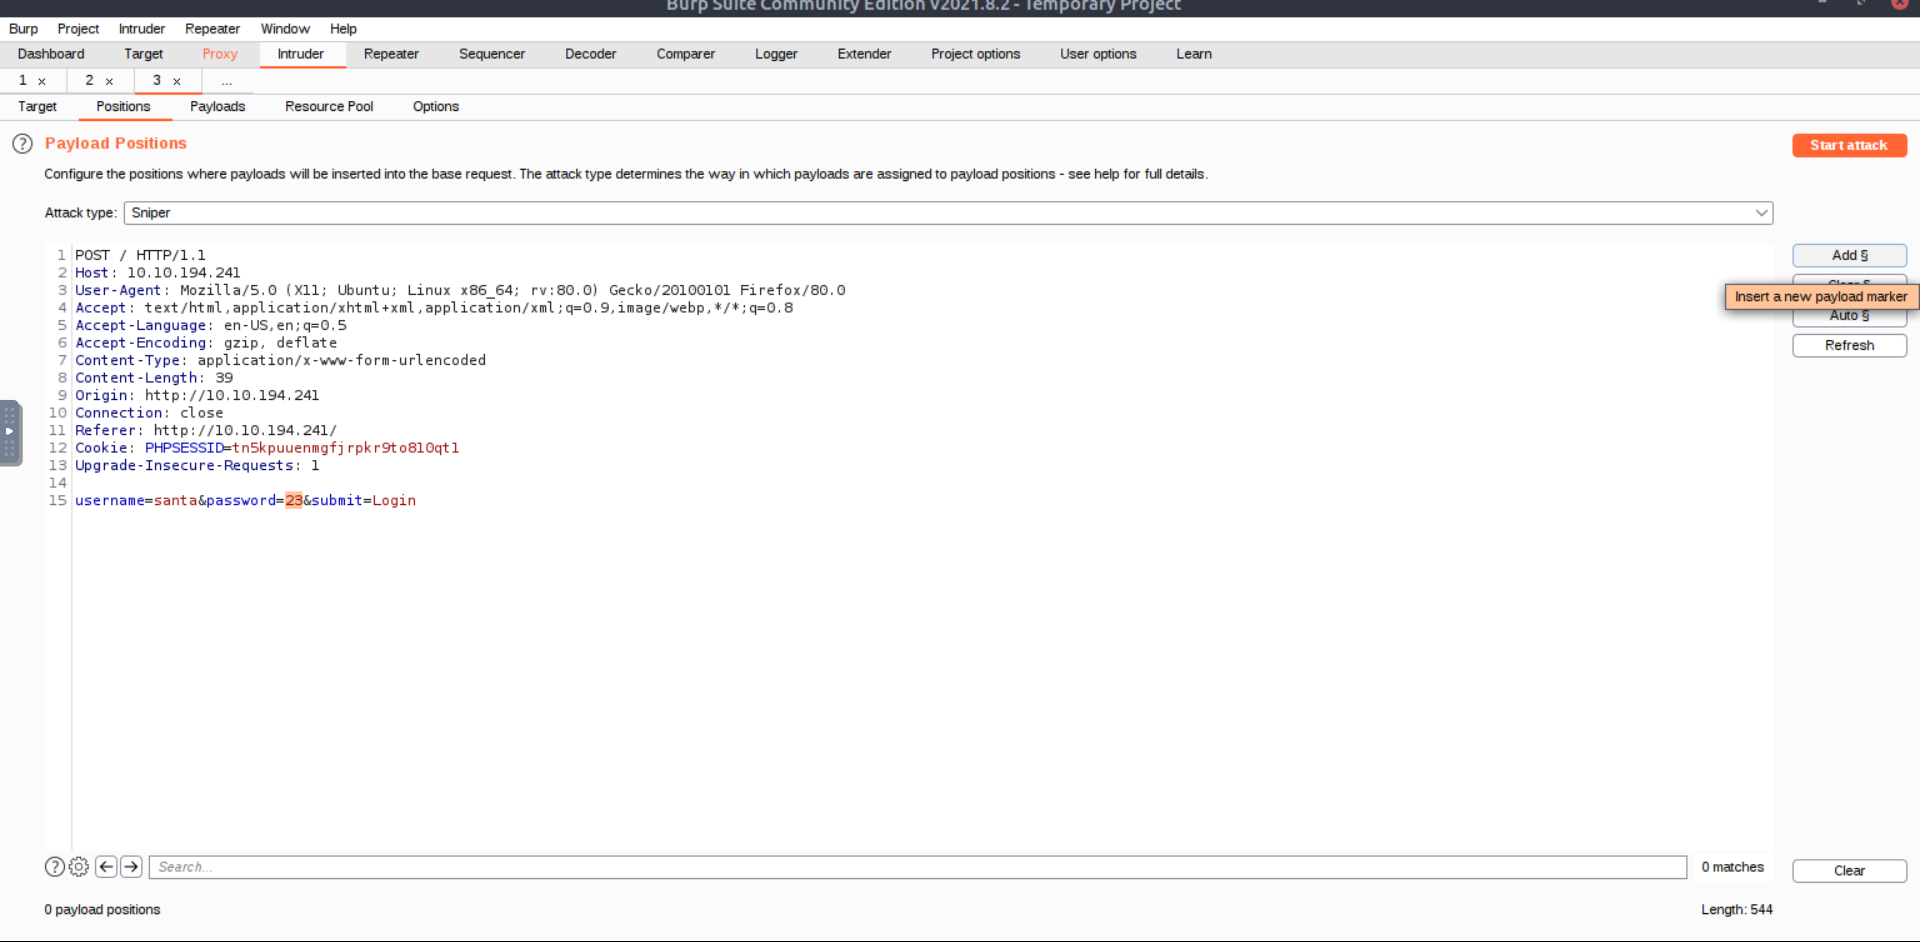 Burp Suite Community Edition v2021.8.2 - Temporary Project
Burp Project Intruder Repeater Window Help
Dashboard Target Proxy Intruder Repeater Sequencer Decoder Comparer Logger Extender Project options User options Learn
1 × 2 × 3 × ...
Target Positions Payloads Resource Pool Options
? Payload Positions
Start attack
Configure the positions where payloads will be inserted into the base request. The attack type determines the way in which payloads are assigned to payload positions - see help for full details.
Attack type: Sniper
Add §
Clear §
Insert a new payload marker
Auto §
Refresh
1 POST / HTTP/1.1
2 Host: 10.10.194.241
3 User-Agent: Mozilla/5.0 (X11; Ubuntu; Linux x86_64; rv:80.0) Gecko/20100101 Firefox/80.0
4 Accept: text/html,application/xhtml+xml,application/xml;q=0.9,image/webp,*/*;q=0.8
5 Accept-Language: en-US,en;q=0.5
6 Accept-Encoding: gzip, deflate
7 Content-Type: application/x-www-form-urlencoded
8 Content-Length: 39
9 Origin: http://10.10.194.241
10 Connection: close
11 Referer: http://10.10.194.241/
12 Cookie: PHPSESSID=tn5kpuuenmgfjrpkr9to8l0qt1
13 Upgrade-Insecure-Requests: 1
14
15 username=santa&password=23&submit=Login
? Search... 0 matches Clear
0 payload positions Length: 544